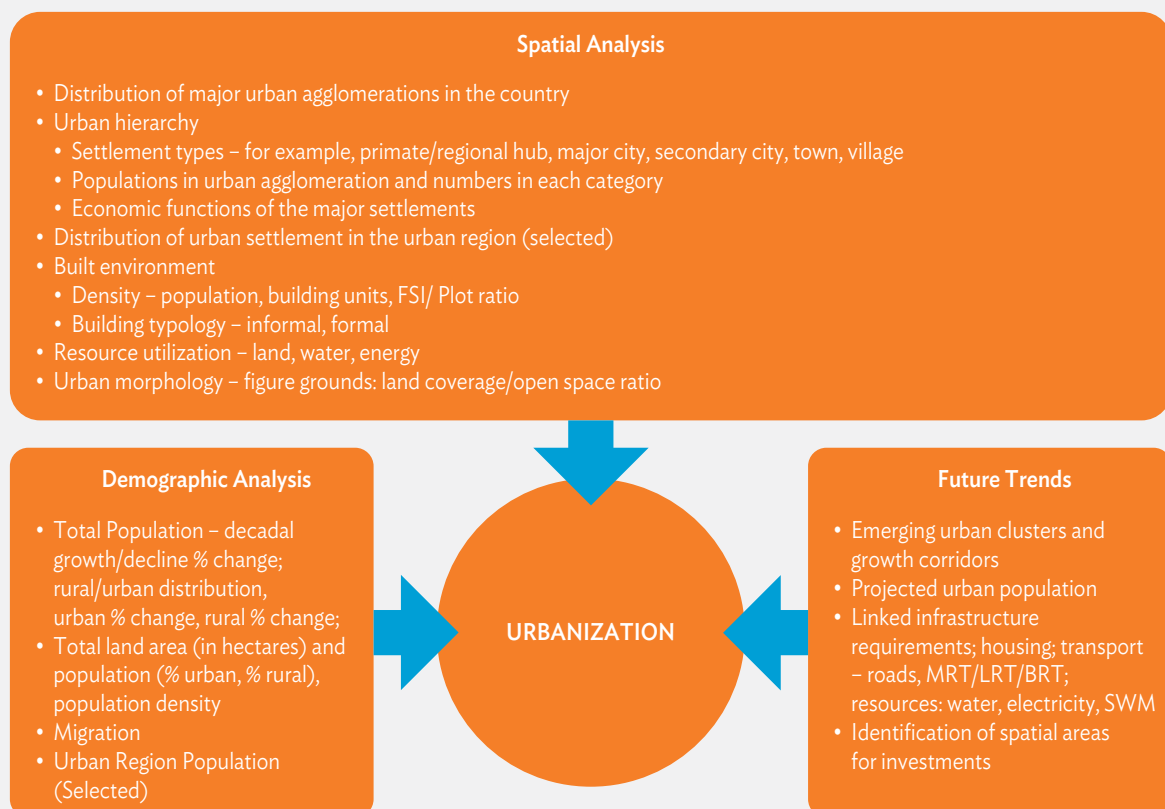 Spatial Analysis
• Distribution of major urban agglomerations in the country
• Urban hierarchy
• Settlement types – for example, primate/regional hub, major city, secondary city, town, village
• Populations in urban agglomeration and numbers in each category
• Economic functions of the major settlements
• Distribution of urban settlement in the urban region (selected)
• Built environment
• Density – population, building units, FSI/ Plot ratio
• Building typology – informal, formal
• Resource utilization – land, water, energy
• Urban morphology – figure grounds: land coverage/open space ratio
Demographic Analysis
• Total Population – decadal
growth/decline % change;
rural/urban distribution,
urban % change, rural % change;
• Total land area (in hectares) and
population (% urban, % rural),
population density
• Migration
• Urban Region Population
(Selected)
URBANIZATION
Future Trends
• Emerging urban clusters and
growth corridors
• Projected urban population
• Linked infrastructure
requirements; housing; transport
– roads, MRT/LRT/BRT;
resources: water, electricity, SWM
• Identification of spatial areas
for investments